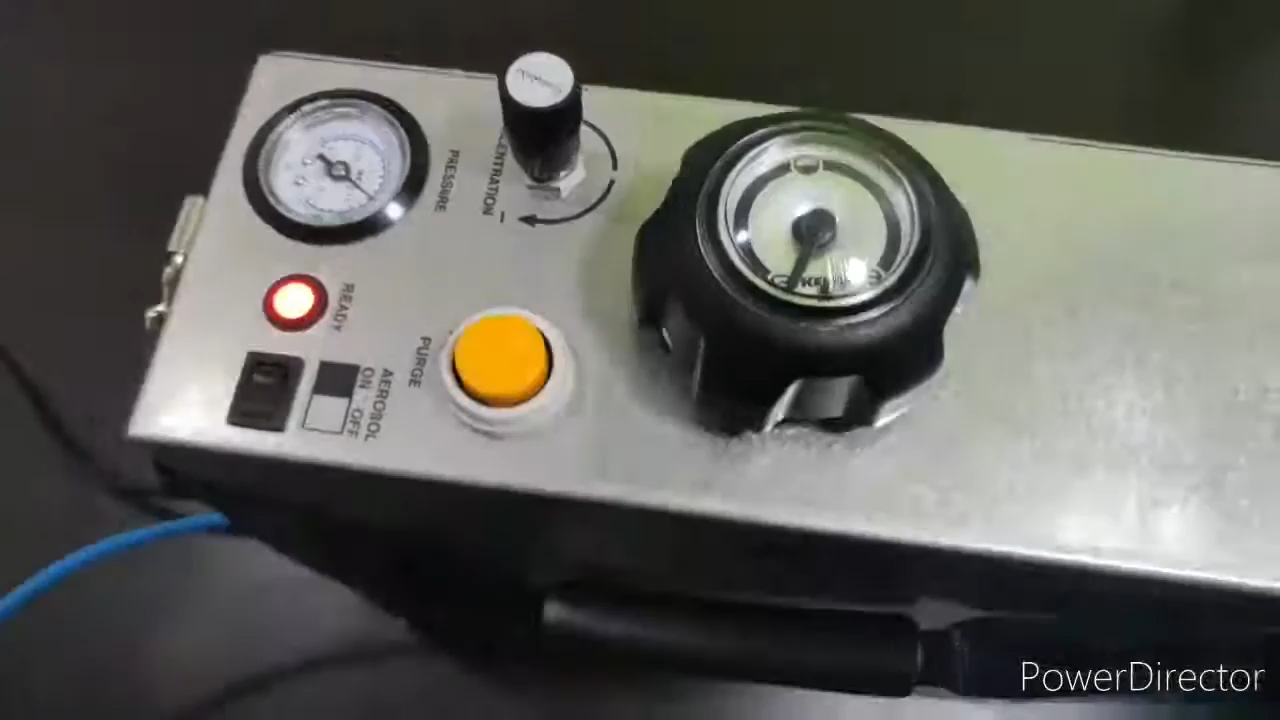 PRESSURE
ENTRATION
–
READY
PURGE
AEROSOL
ON
OFF
PowerDirector